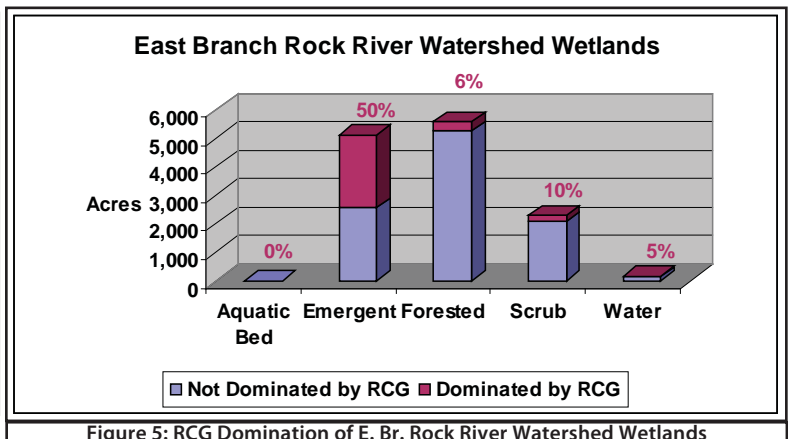 East Branch Rock River Watershed Wetlands
6%
50%
6,000
5,000
4,000
10%
Acres 3,000
2,000
0%
5%
1,000
0
Aquatic Emergent Forested Scrub Water
Bed
Not Dominated by RCG Dominated by RCG
Figure 5: RCG Domination of E. Br. Rock River Watershed Wetlands